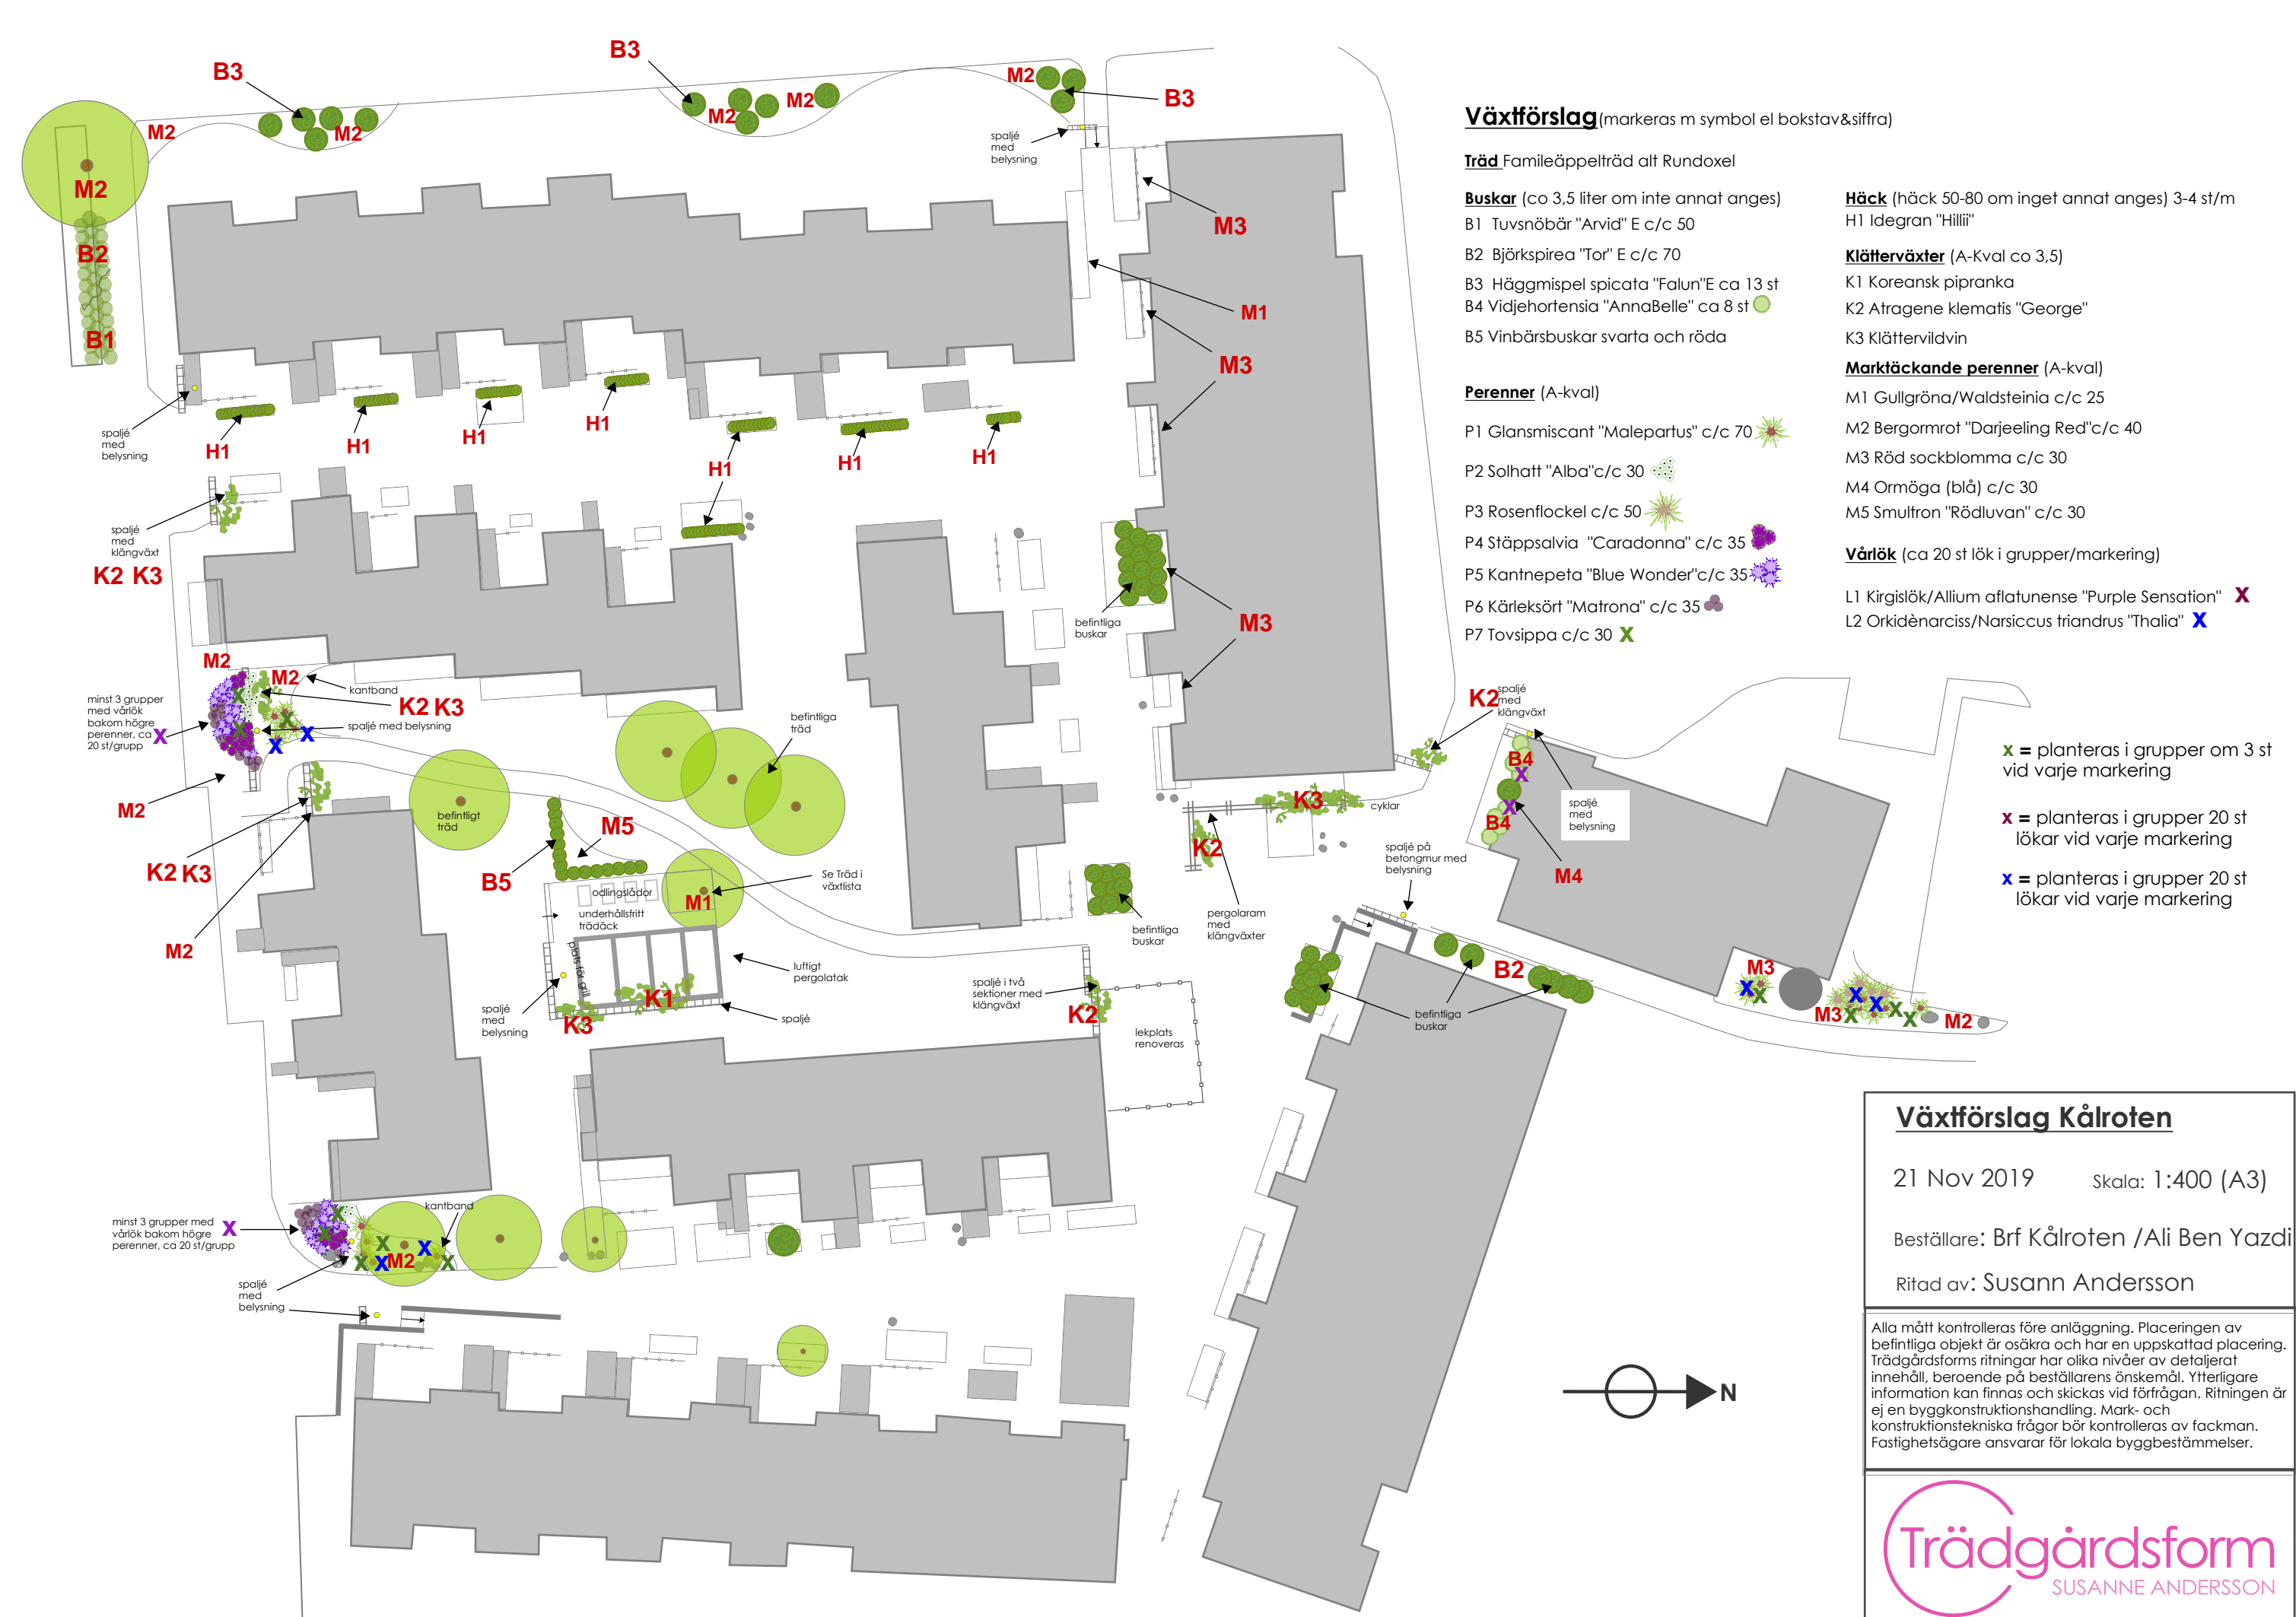 B3
B3
M2
B3
M2
M2
M2
M2
M2
spaljé
med
belysning
M2
B2
B1
M3
M1
M3
spaljé
med
belysning
H1
H1
H1
H1
H1
H1
H1
spaljé
med
klängväxt
K2 K3
befintliga
buskar
M3
M2
M2
kantband
K2 K3
minst 3 grupper
med vårlök
bakom högre
perenner, ca
20 st/grupp
X
X
X
X
X
X
spaljé med belysning
befintliga
träd
K2
spaljé
med
klängväxt
M2
befintligt
träd
K2 K3
M2
M5
B5
Se Träd i
växtlista
odlingslådor
M1
underhållsfritt
trädäck
plats för grill
luftigt
pergolatak
spaljé
med
belysning
K1
K3
spaljé
K3
cyklar
K2
pergolaram
med
klängväxter
befintliga
buskar
spaljé i två
sektioner med
klängväxt
K2
lekplats
renoveras
spaljé på
betongmur med
belysning
B4
X
X
B4
spaljé
med
belysning
M4
B2
befintliga
buskar
M3
X
X
X
X
M3
X
X
X
M2
minst 3 grupper med
vårlök bakom högre
perenner, ca 20 st/grupp
X
kantband
X
X
X
X
X
X
M2
X
spaljé
med
belysning
Växtförslag(markeras m symbol el bokstav&siffra)
Träd Famileäppelträd alt Rundoxel
Buskar (co 3,5 liter om inte annat anges)
B1 Tuvsnöbär "Arvid" E c/c 50
B2 Björkspirea "Tor" E c/c 70
B3 Häggmispel spicata "Falun"E ca 13 st
B4 Vidjehortensia "AnnaBelle" ca 8 st
B5 Vinbärsbuskar svarta och röda
Perenner (A-kval)
P1 Glansmiscant "Malepartus" c/c 70
P2 Solhatt "Alba"c/c 30
P3 Rosenflockel c/c 50
P4 Stäppsalvia "Caradonna" c/c 35
P5 Kantnepeta "Blue Wonder"c/c 35
P6 Kärleksört "Matrona" c/c 35
P7 Tovsippa c/c 30 X
Häck (häck 50-80 om inget annat anges) 3-4 st/m
H1 Idegran "Hillii"
Klätterväxter (A-Kval co 3,5)
K1 Koreansk pipranka
K2 Atragene klematis "George"
K3 Klättervildvin
Marktäckande perenner (A-kval)
M1 Gullgröna/Waldsteinia c/c 25
M2 Bergormrot "Darjeeling Red"c/c 40
M3 Röd sockblomma c/c 30
M4 Ormöga (blå) c/c 30
M5 Smultron "Rödluvan" c/c 30
Vårlök (ca 20 st lök i grupper/markering)
L1 Kirgislök/Allium aflatunense "Purple Sensation" X
L2 Orkidènarciss/Narsiccus triandrus "Thalia" X
x = planteras i grupper om 3 st
vid varje markering
x = planteras i grupper 20 st
lökar vid varje markering
x = planteras i grupper 20 st
lökar vid varje markering
N
Växtförslag Kålroten
21 Nov 2019 Skala: 1:400 (A3)
Beställare: Brf Kålroten /Ali Ben Yazdi
Ritad av: Susann Andersson
Alla mått kontrolleras före anläggning. Placeringen av
befintliga objekt är osäkra och har en uppskattad placering.
Trädgårdsforms ritningar har olika nivåer av detaljerat
innehåll, beroende på beställarens önskemål. Ytterligare
information kan finnas och skickas vid förfrågan. Ritningen är
ej en byggkonstruktionshandling. Mark- och
konstruktionstekniska frågor bör kontrolleras av fackman.
Fastighetsägare ansvarar för lokala byggbestämmelser.
Trädgårdsform
SUSANNE ANDERSSON